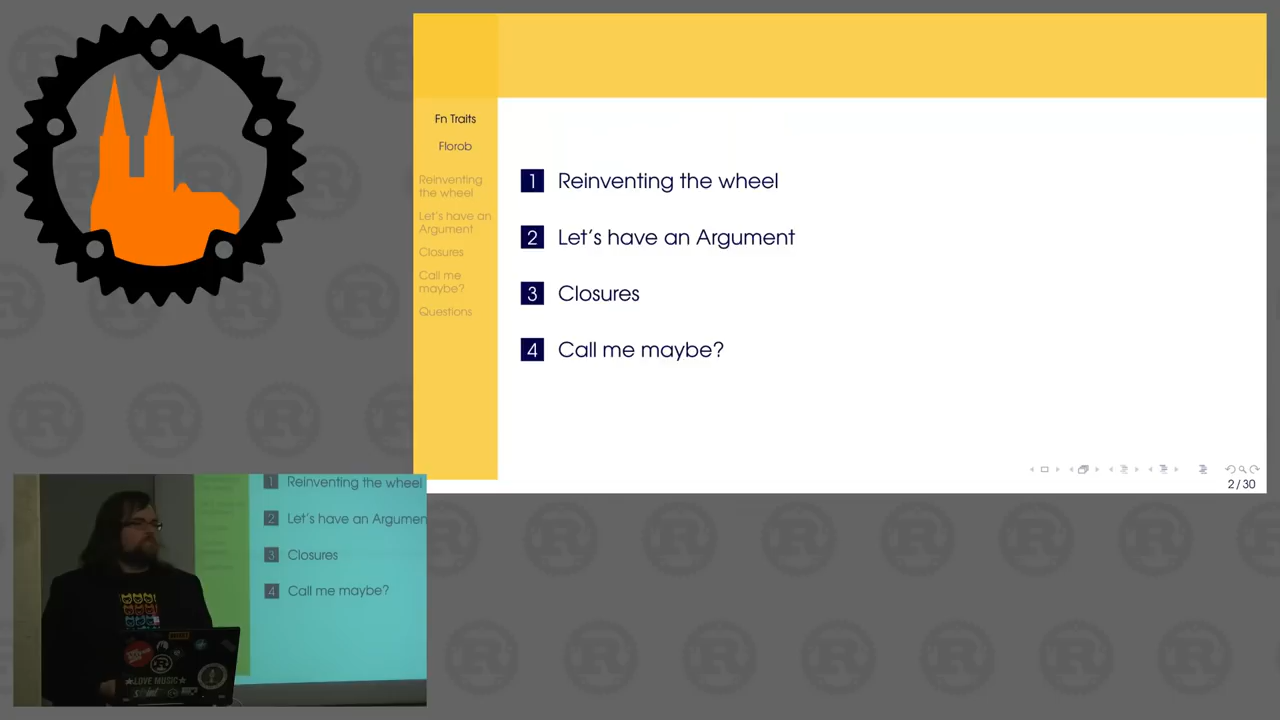 Fn Traits
Florob
Reinventing
the wheel
Let's have an
Argument
Closures
Call me
maybe?
Questions
1 Reinventing the wheel
2 Let's have an Argument
3 Closures
4 Call me maybe?
2 / 30
1 Reinventing the wheel
2 Let's have an Argumen
3 Closures
4 Call me maybe?
LOVE MUSIC